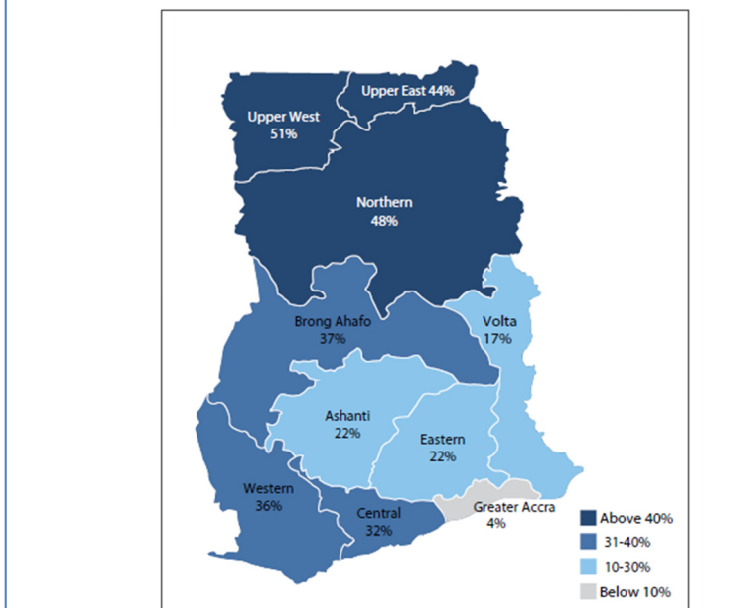 Upper East 44%
Upper West
51%
Northern
48%
Brong Ahafo
37%
Volta
17%
Ashanti
22%
Eastern
22%
Western
36%
Central
32%
Greater Accra
4%
Above 40%
31-40%
10-30%
Below 10%